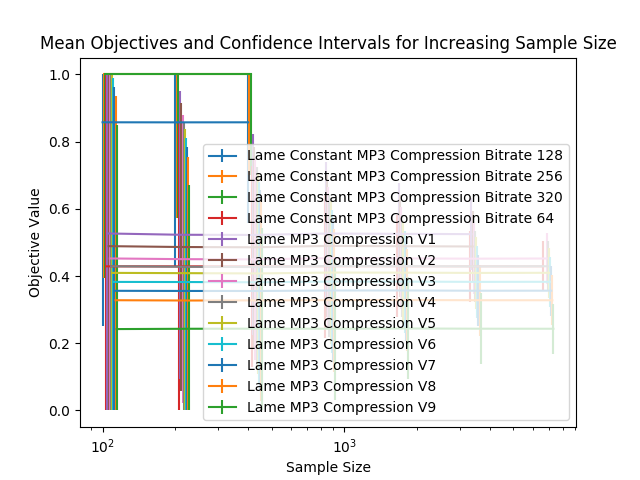 Mean Objectives and Confidence Intervals for Increasing Sample Size
1.0
0.8
0.6
0.4
0.2
0.0
Objective Value
Lame Constant MP3 Compression Bitrate 128
Lame Constant MP3 Compression Bitrate 256
Lame Constant MP3 Compression Bitrate 320
Lame Constant MP3 Compression Bitrate 64
Lame MP3 Compression V1
Lame MP3 Compression V2
Lame MP3 Compression V3
Lame MP3 Compression V4
Lame MP3 Compression V5
Lame MP3 Compression V6
Lame MP3 Compression V7
Lame MP3 Compression V8
Lame MP3 Compression V9
10² 10³
Sample Size